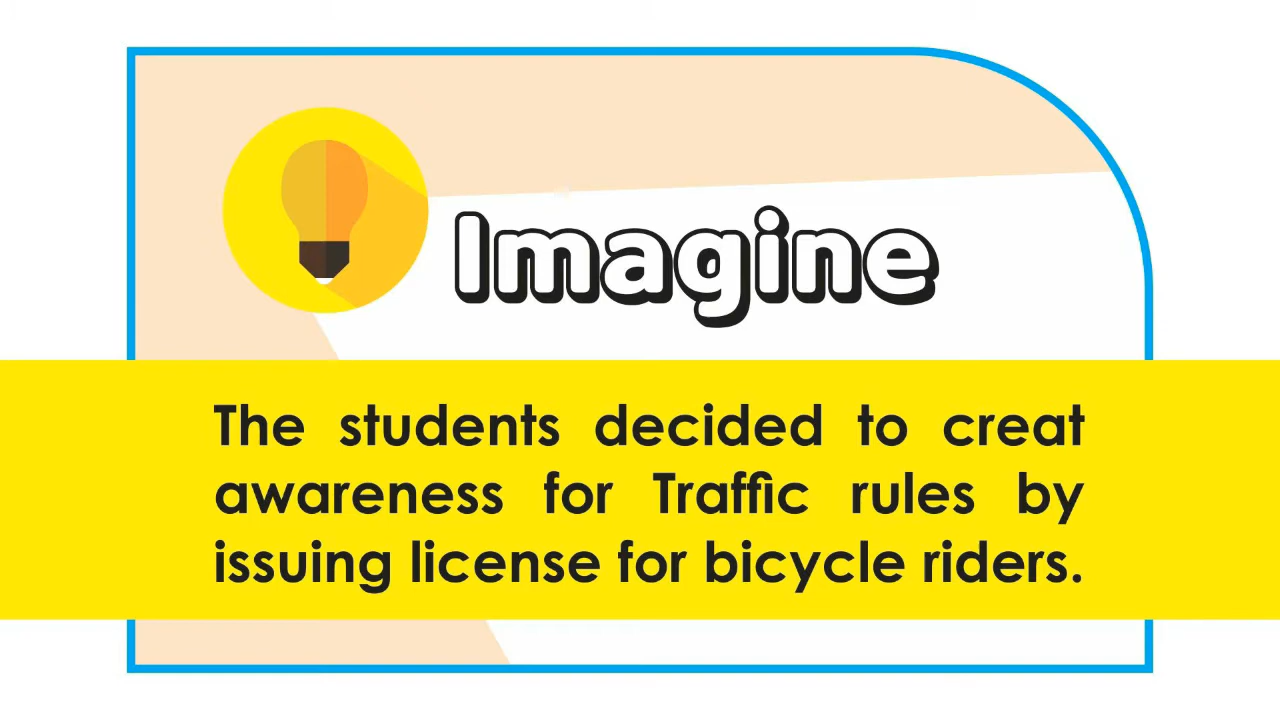 Imagine
The students decided to creat
awareness for Traffic rules by
issuing license for bicycle riders.